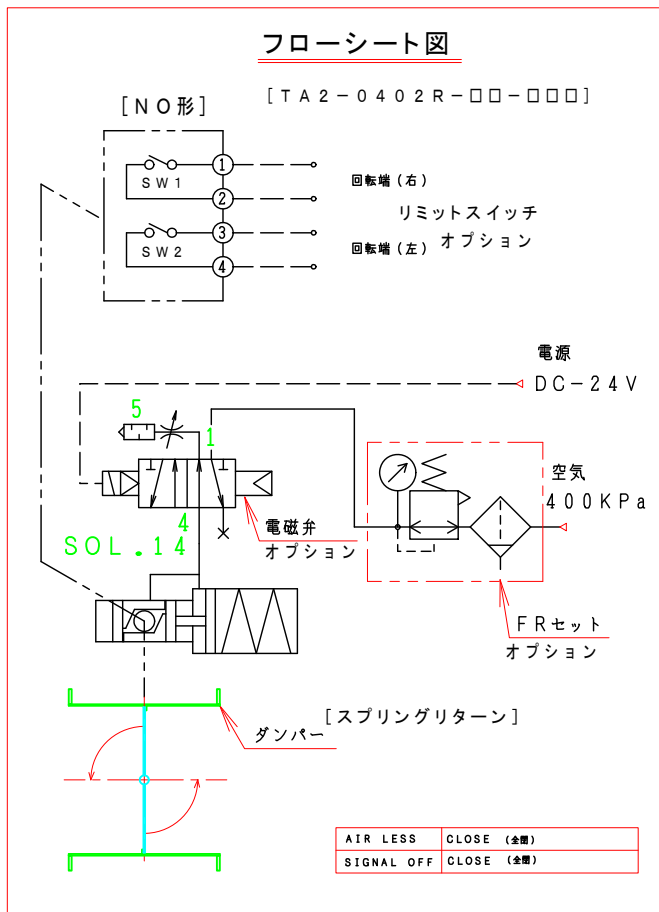 フローシート図
[NO形]
[TA2-0402R-□□-□□□]
1
SW1
2
3
SW2
4
回転端(右)
リミットスイッチ
オプション
回転端(左)
電源
DC-24V
5
1
空気
400KPa
4
SOL.14
電磁弁
オプション
FRセット
オプション
[スプリングリターン]
ダンパー
AIR LESS CLOSE (全閉)
SIGNAL OFF CLOSE (全閉)